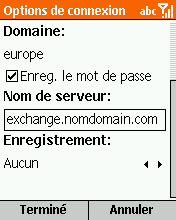 Options de connexion abc
Domaine:
europe
Enreg. le mot de passe
Nom de serveur:
exchange.nomdomain.com
Enregistrement:
Aucun
Terminé Annuler